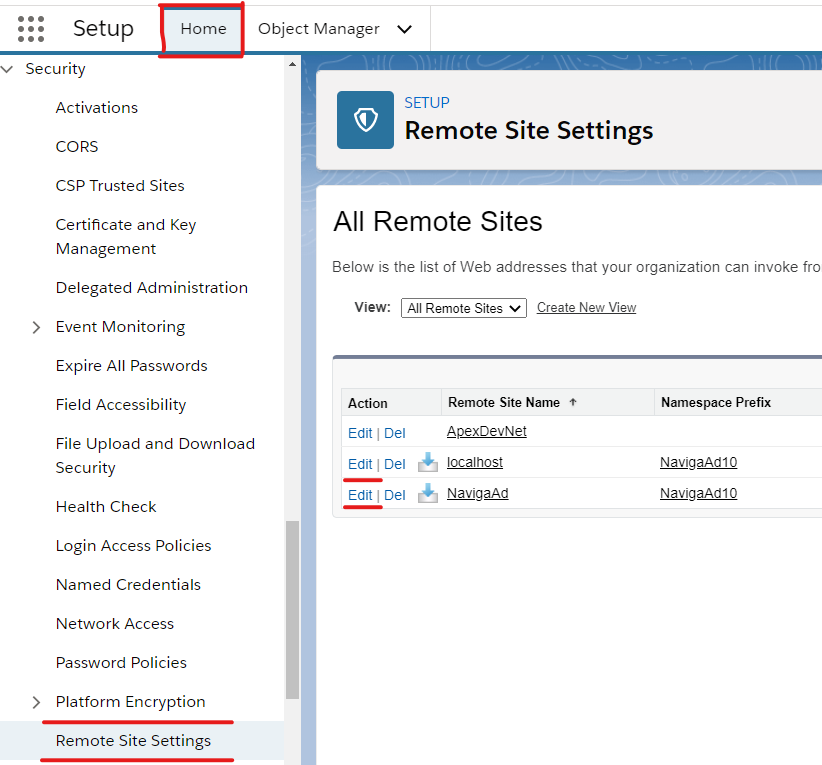 Setup
Home
Object Manager
Security
Activations
CORS
CSP Trusted Sites
Certificate and Key
Management
Delegated Administration
Event Monitoring
Expire All Passwords
Field Accessibility
File Upload and Download
Security
Health Check
Login Access Policies
Named Credentials
Network Access
Password Policies
Platform Encryption
Remote Site Settings
SETUP
Remote Site Settings
All Remote Sites
Below is the list of Web addresses that your organization can invoke fro
View: All Remote Sites Create New View
Action Remote Site Name ↑ Namespace Prefix
Edit | Del ApexDevNet
Edit | Del localhost NavigaAd10
Edit | Del NavigaAd NavigaAd10